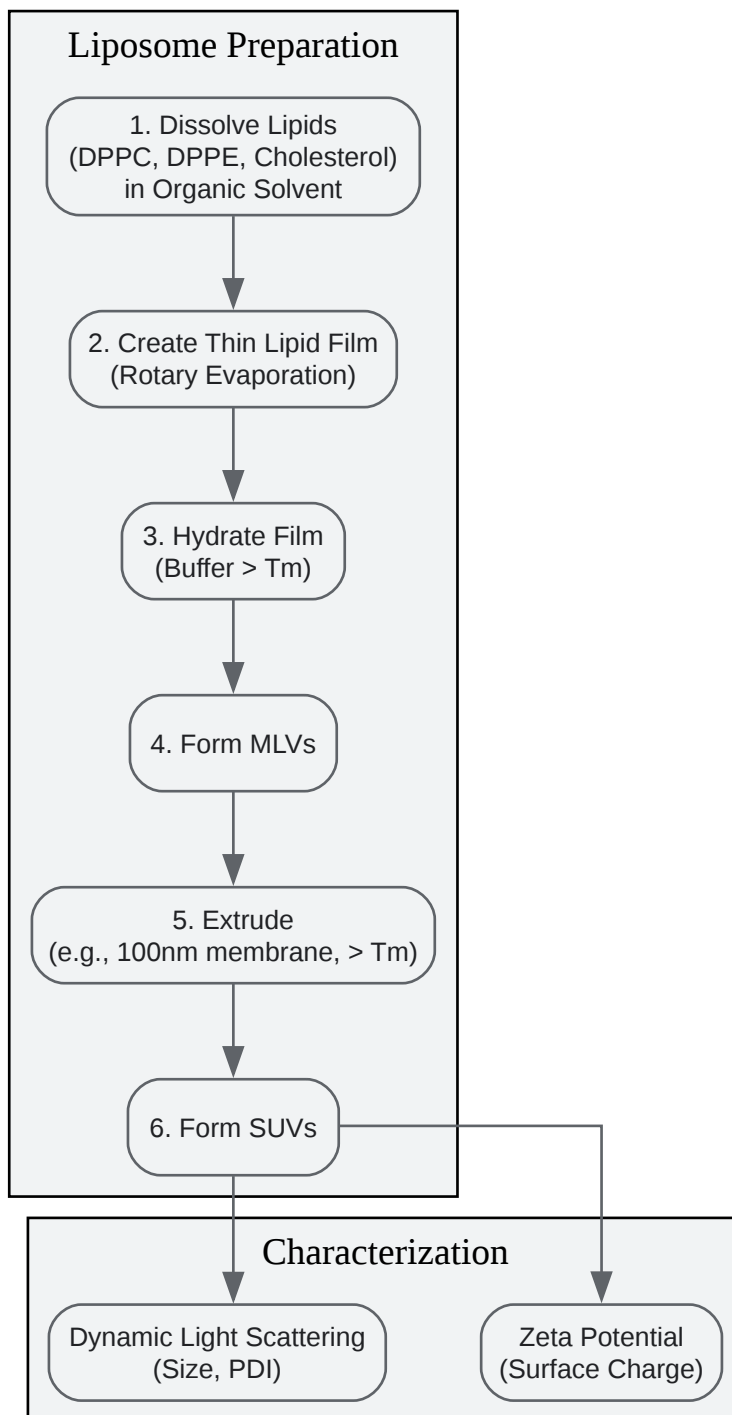 Liposome Preparation
1. Dissolve Lipids
(DPPC, DPPE, Cholesterol)
in Organic Solvent
2. Create Thin Lipid Film
(Rotary Evaporation)
3. Hydrate Film
(Buffer > Tm)
4. Form MLVs
5. Extrude
(e.g., 100nm membrane, > Tm)
6. Form SUVs
Characterization
Dynamic Light Scattering
(Size, PDI)
Zeta Potential
(Surface Charge)